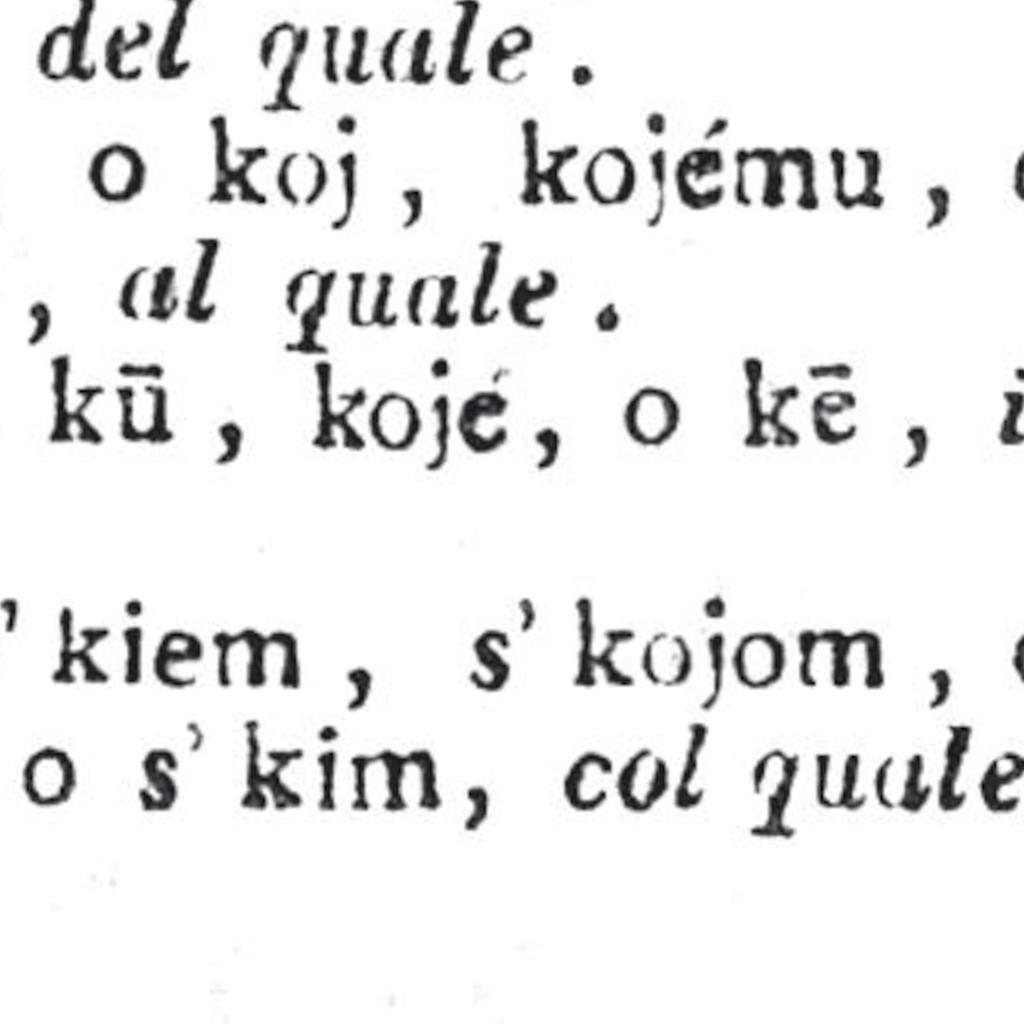 del quale .
o koj , kojému ,
, al quale .
kū , kojé , o kē ,
' kiem , s' kojom ,
o s' kim, col quale